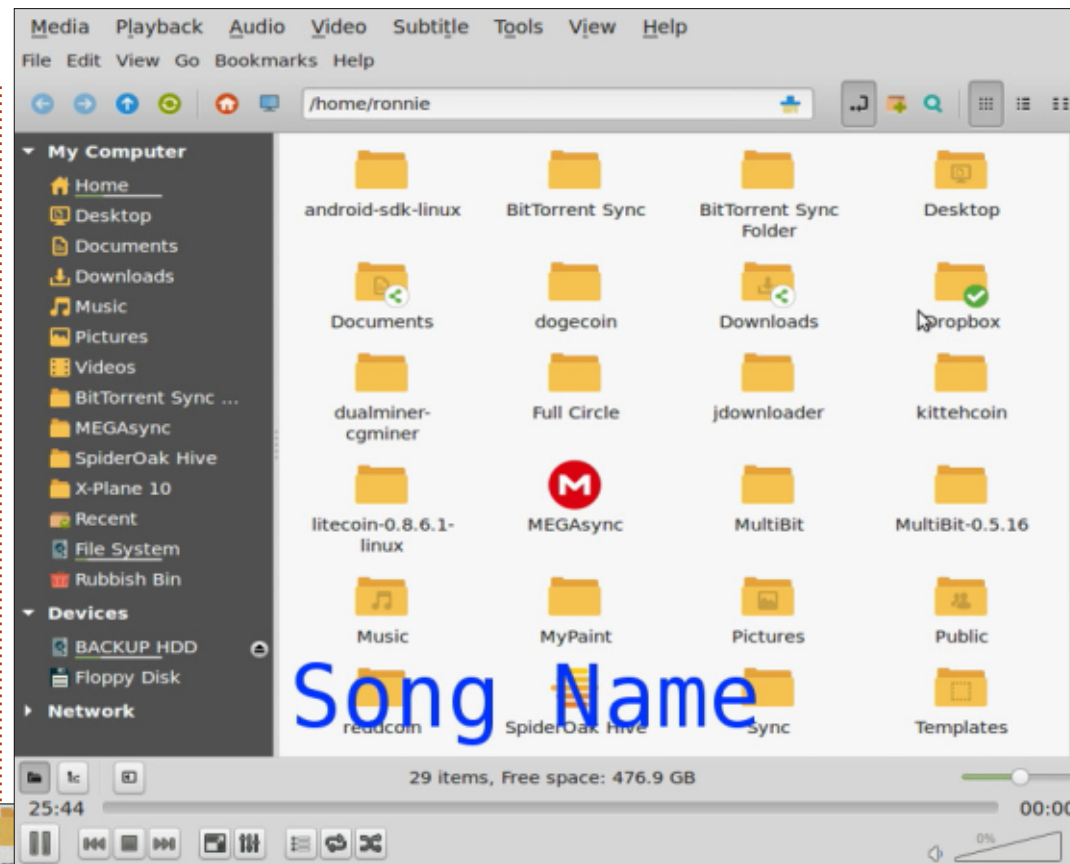 Media Playback Audio Video Subtitle Tools View Help
File Edit View Go Bookmarks Help
/home/ronnie
My Computer
Home
Desktop
Documents
Downloads
Music
Pictures
Videos
BitTorrent Sync ...
MEGAsync
SpiderOak Hive
X-Plane 10
Recent
File System
Rubbish Bin
Devices
BACKUP HDD
Floppy Disk
Network
android-sdk-linux BitTorrent Sync BitTorrent Sync Folder Desktop
Documents dogecoin Downloads Dropbox
dualminer-cgminer Full Circle jdownloader kittehcoin
litecoin-0.8.6.1-linux MEGAsync MultiBit MultiBit-0.5.16
Music MyPaint Pictures Public
Song Name
reddcoin SpiderOak Hive Sync Templates
29 items, Free space: 476.9 GB
25:44 00:00
0%